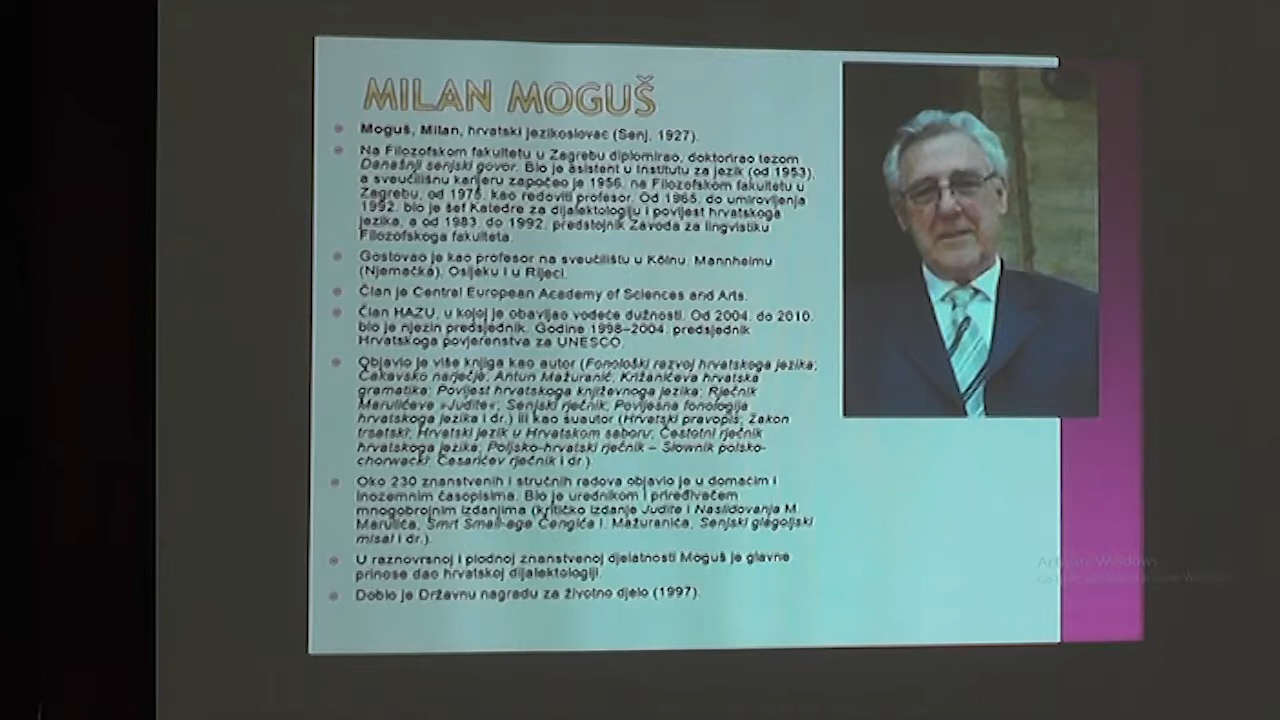 MILAN MOGUŠ
Moguš, Milan, hrvatski jezikoslovac (Senj, 1927).
Na Filozofskom fakultetu u Zagrebu diplomirao, doktorirao tezom
Današnji senjski govor. Bio je asistent u Institutu za jezik (od 1953),
a sveučilišnu karijeru započeo je 1956. na Filozofskom fakultetu u
Zagrebu, od 1975. kao redoviti profesor. Od 1965. do umirovljenja
1992. bio je šef Katedre za dijalektologiju i povijest hrvatskoga
jezika, a od 1983. do 1992. predstojnik Zavoda za lingvistiku
Filozofskoga fakulteta.
Gostovao je kao profesor na sveučilištu u Kölnu, Mannheimu
(Njemačka), Osijeku i u Rijeci.
Član je Central European Academy of Sciences and Arts.
Član HAZU, u kojoj je obavljao vodeće dužnosti. Od 2004. do 2010.
bio je njezin predsjednik. Godine 1998–2004. predsjednik
Hrvatskoga povjerenstva za UNESCO.
Objavio je više knjiga kao autor (Fonološki razvoj hrvatskoga jezika;
Čakavsko narječje; Antun Mažuranić; Križanićeva hrvatska
gramatika; Povijest hrvatskoga književnoga jezika; Rječnik
Marulićeve »Judite«; Senjski rječnik; Povijesna fonologija
hrvatskoga jezika i dr.) ili kao suautor (Hrvatski pravopis; Zakon
trsatski; Hrvatski jezik u Hrvatskom saboru; Čestotni rječnik
hrvatskoga jezika; Poljsko-hrvatski rječnik – Słownik polsko-
chorwacki; Cesarićev rječnik i dr.)
Oko 230 znanstvenih i stručnih radova objavio je u domaćim i
inozemnim časopisima. Bio je urednikom i priređivačem
mnogobrojnim izdanjima (kritičko izdanje Judite i Naslidovanja M.
Marulića, Smrt Smail-age Čengića I. Mažuranića, Senjski glagoljski
misal i dr.).
U raznovrsnoj i plodnoj znanstvenoj djelatnosti Moguš je glavne
prinose dao hrvatskoj dijalektologiji.
Dobio je Državnu nagradu za životno djelo (1997).